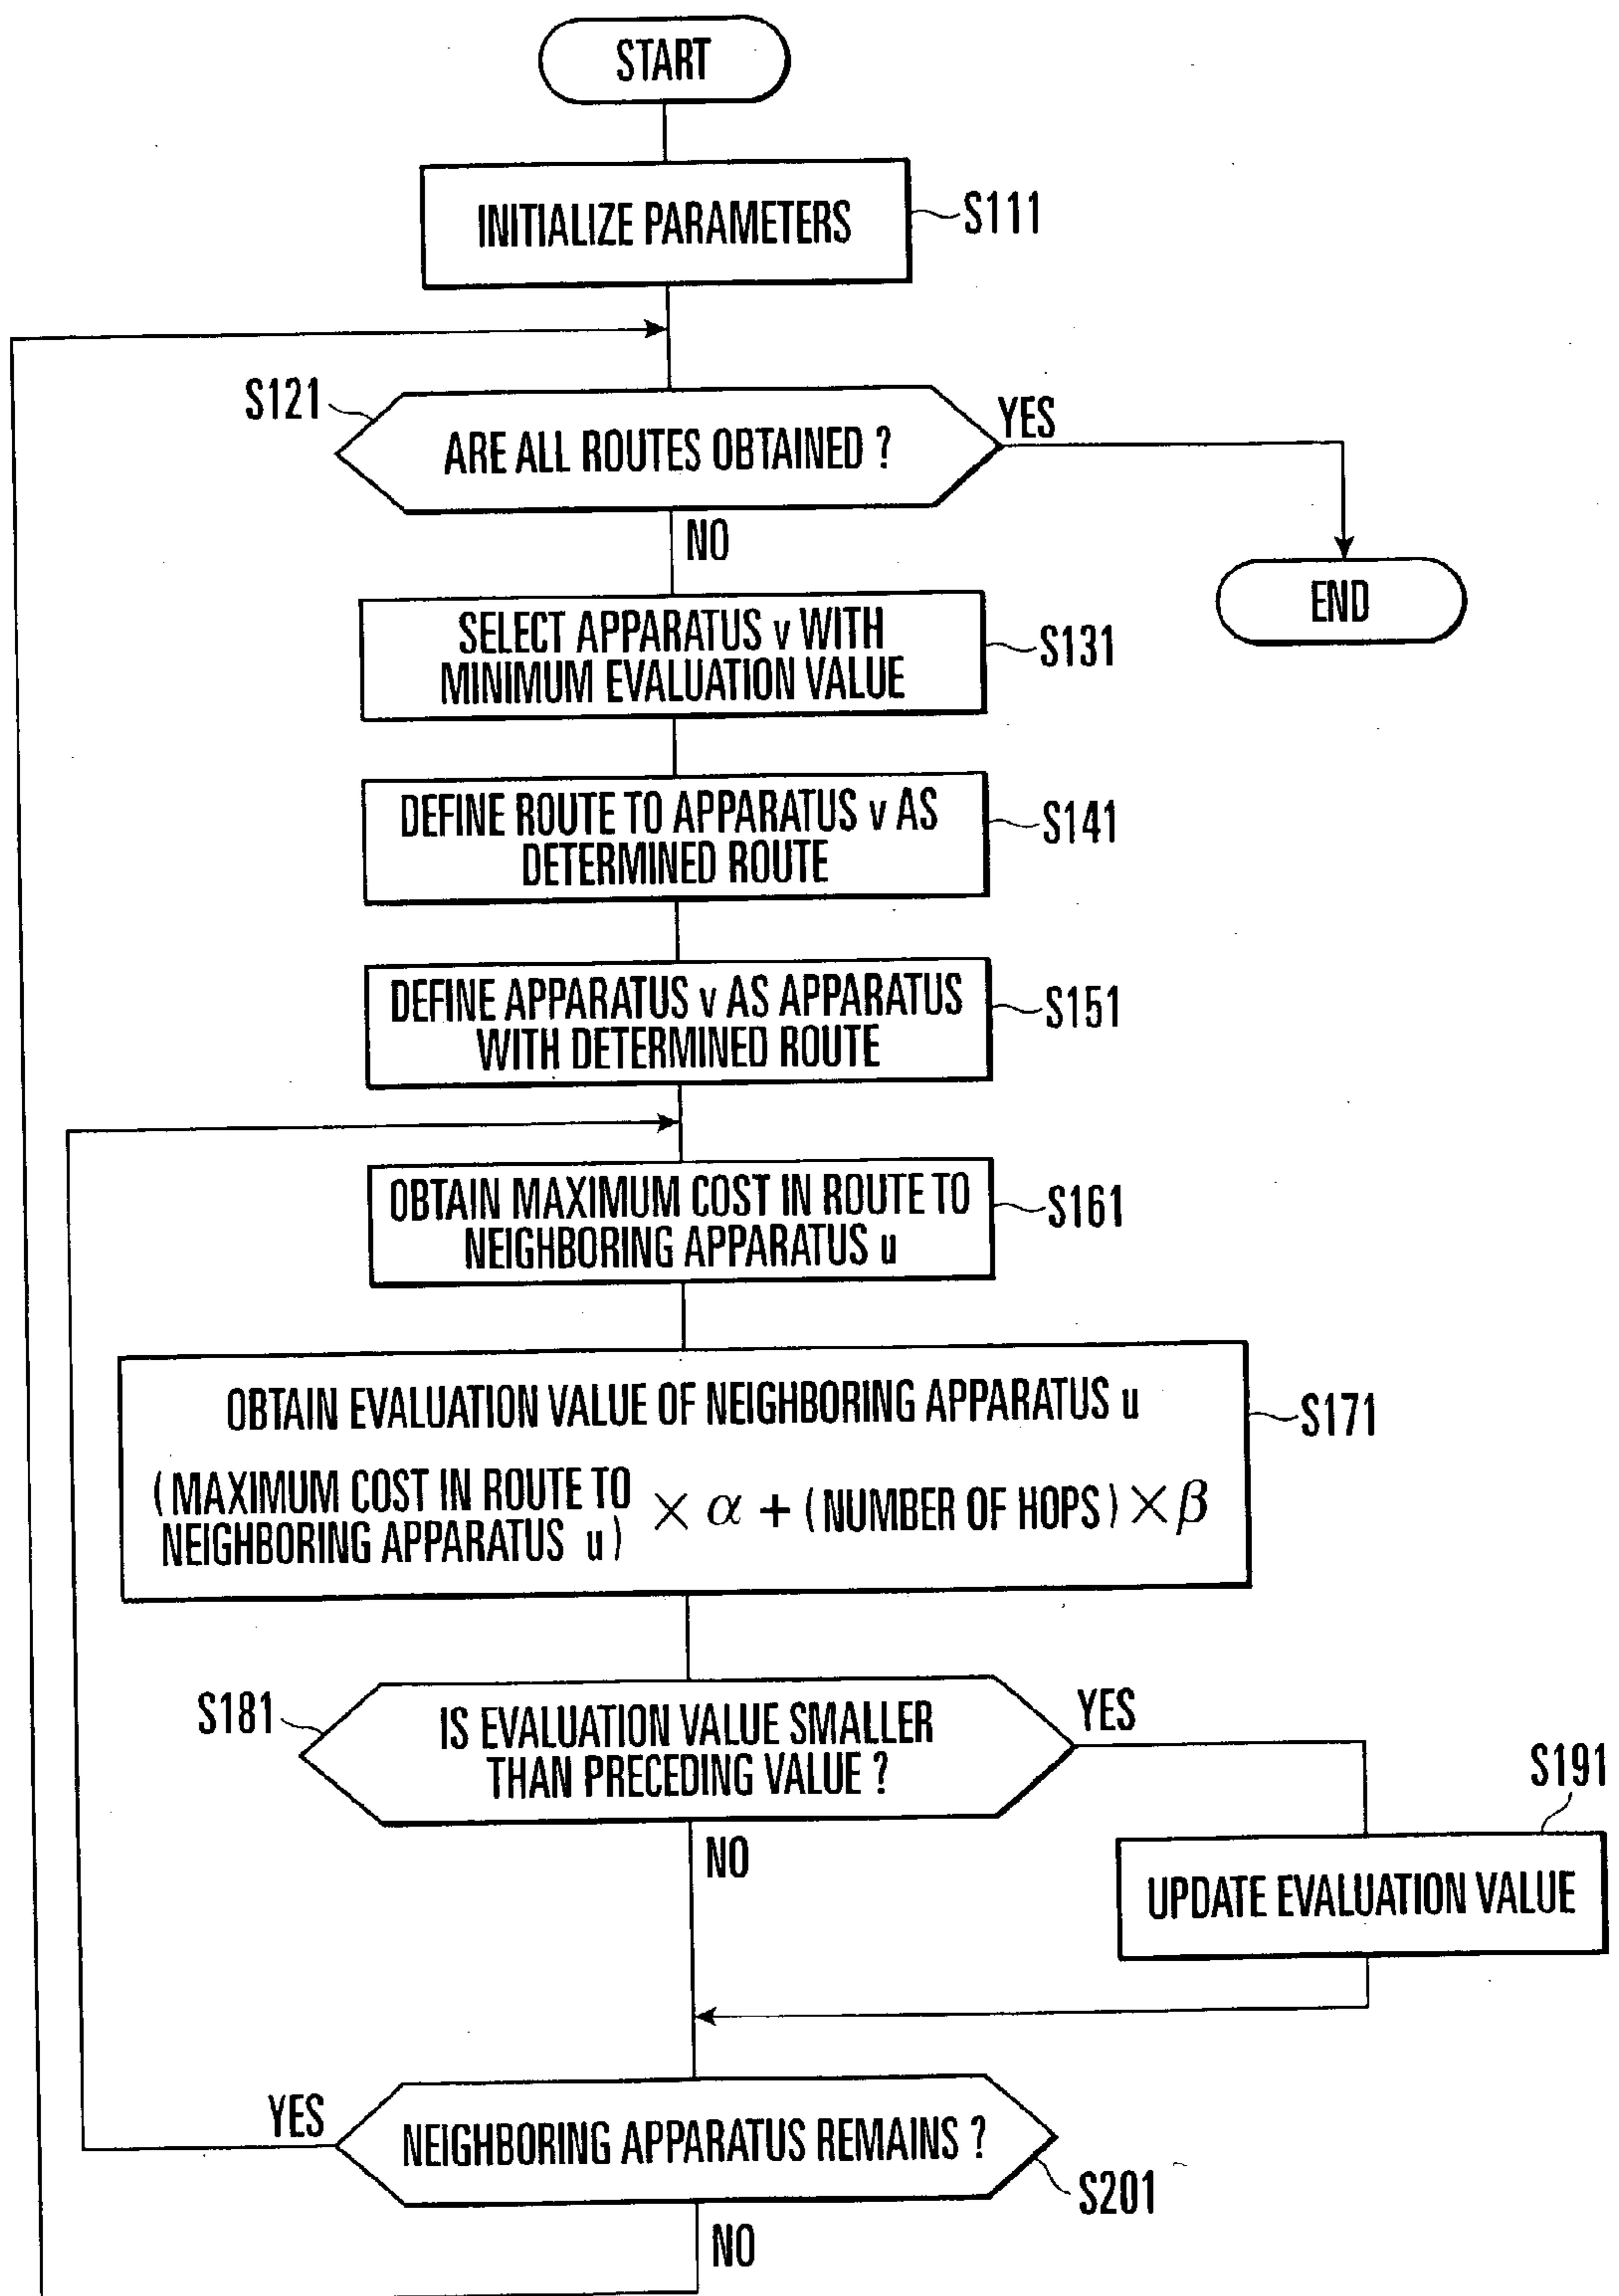 START
INITIALIZE PARAMETERS
S111
S121
ARE ALL ROUTES OBTAINED ?
YES
NO
END
SELECT APPARATUS v WITH
MINIMUM EVALUATION VALUE
S131
DEFINE ROUTE TO APPARATUS v AS
DETERMINED ROUTE
S141
DEFINE APPARATUS v AS APPARATUS
WITH DETERMINED ROUTE
S151
OBTAIN MAXIMUM COST IN ROUTE TO
NEIGHBORING APPARATUS u
S161
OBTAIN EVALUATION VALUE OF NEIGHBORING APPARATUS u
S171
(MAXIMUM COST IN ROUTE TO
NEIGHBORING APPARATUS u) × α + (NUMBER OF HOPS) × β
S181
IS EVALUATION VALUE SMALLER
THAN PRECEDING VALUE ?
YES
NO
S191
UPDATE EVALUATION VALUE
YES
NEIGHBORING APPARATUS REMAINS ?
S201
NO